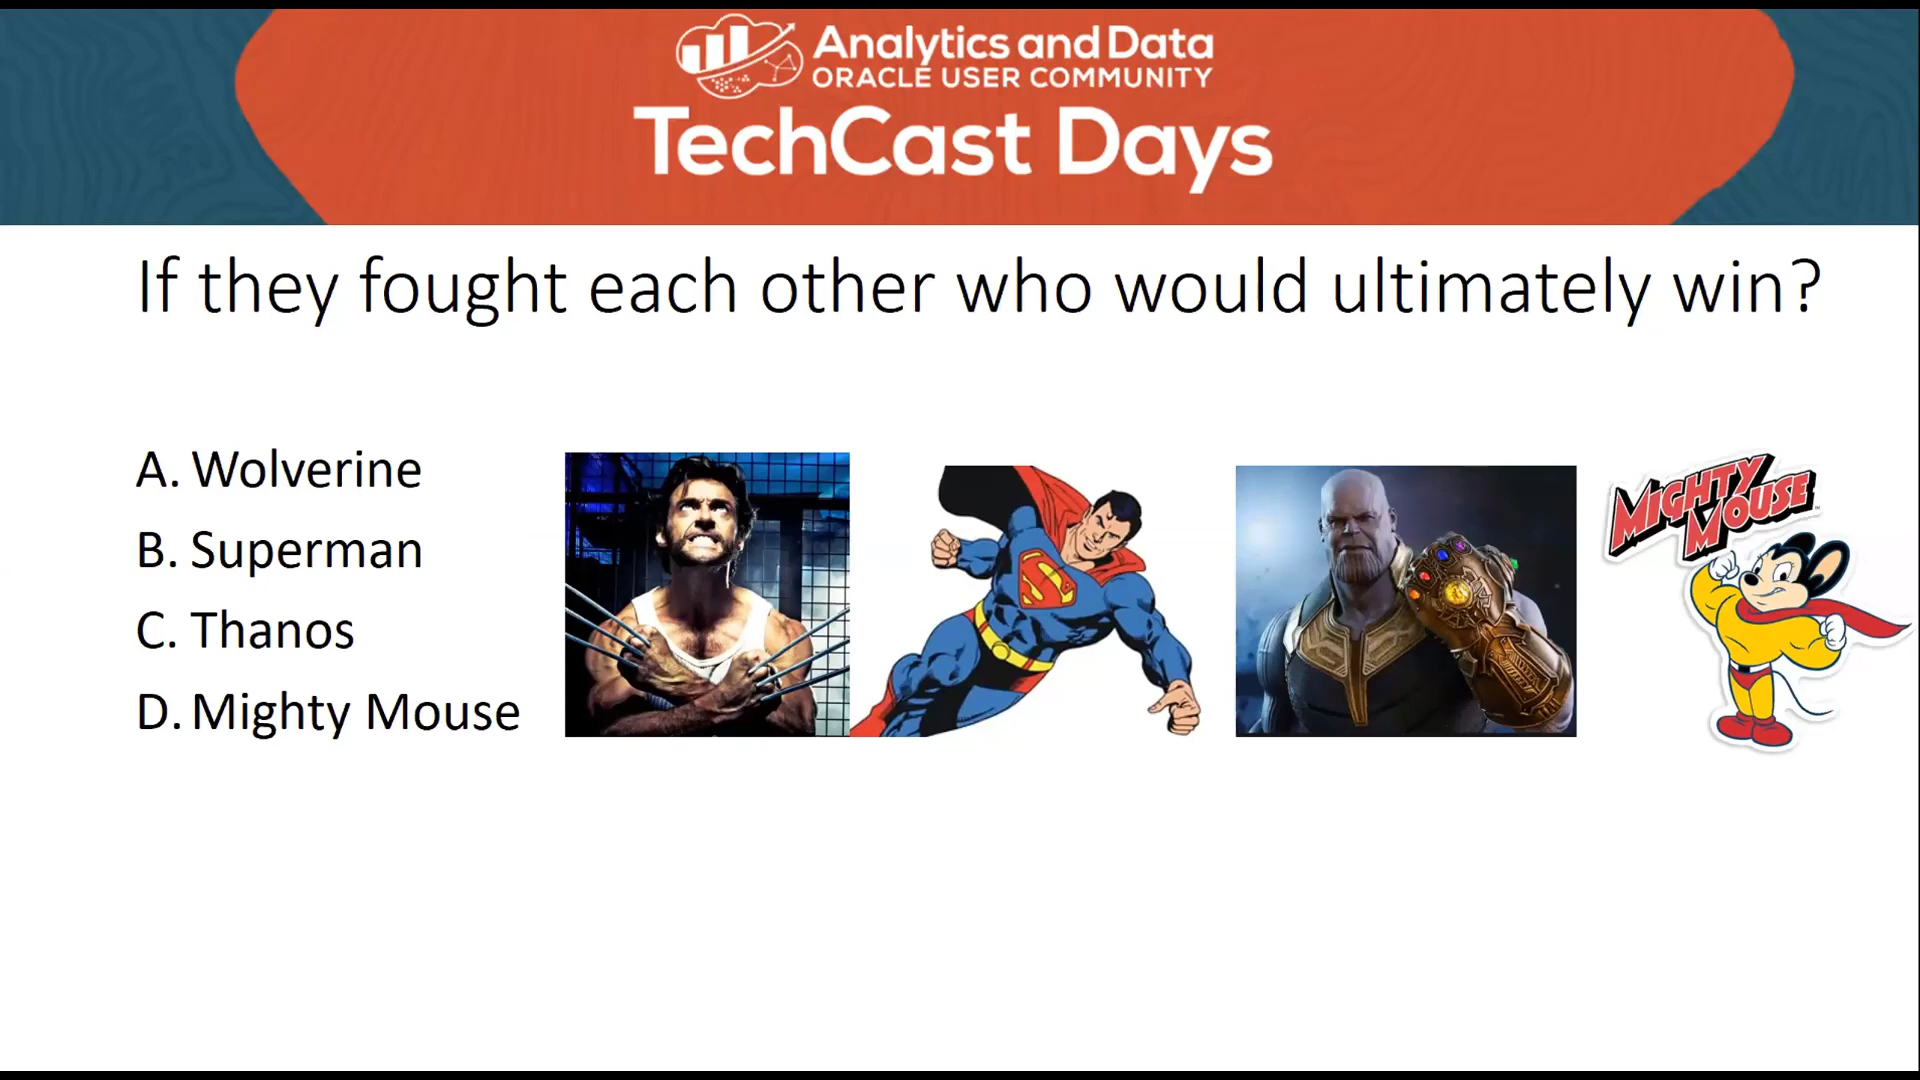 Analytics and Data
ORACLE USER COMMUNITY
TechCast Days
If they fought each other who would ultimately win?
A. Wolverine
B. Superman
C. Thanos
D. Mighty Mouse
S
MIGHTY
MOUSE